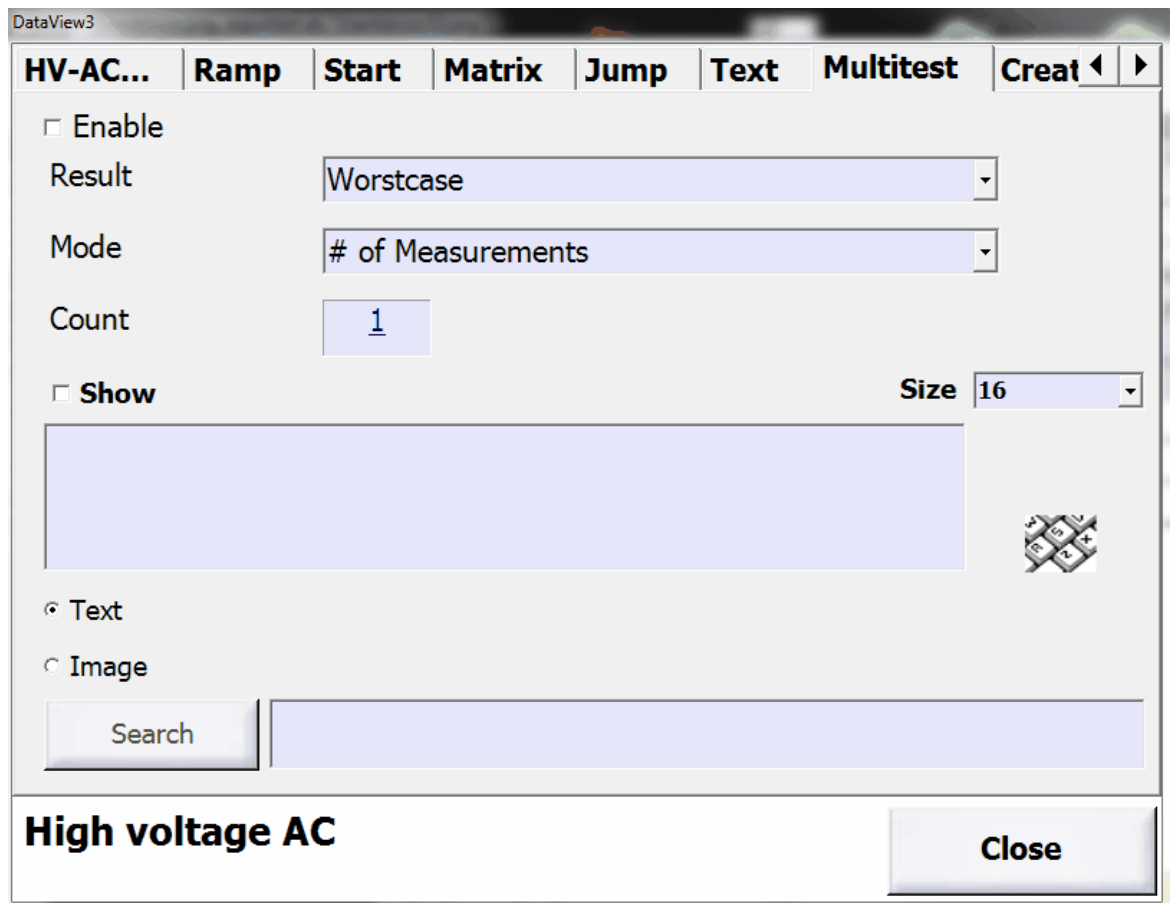 DataView3
HV-AC... Ramp Start Matrix Jump Text Multitest Creat
Enable
Result Worstcase
Mode # of Measurements
Count 1
Show Size 16
Text
Image
Search
High voltage AC Close